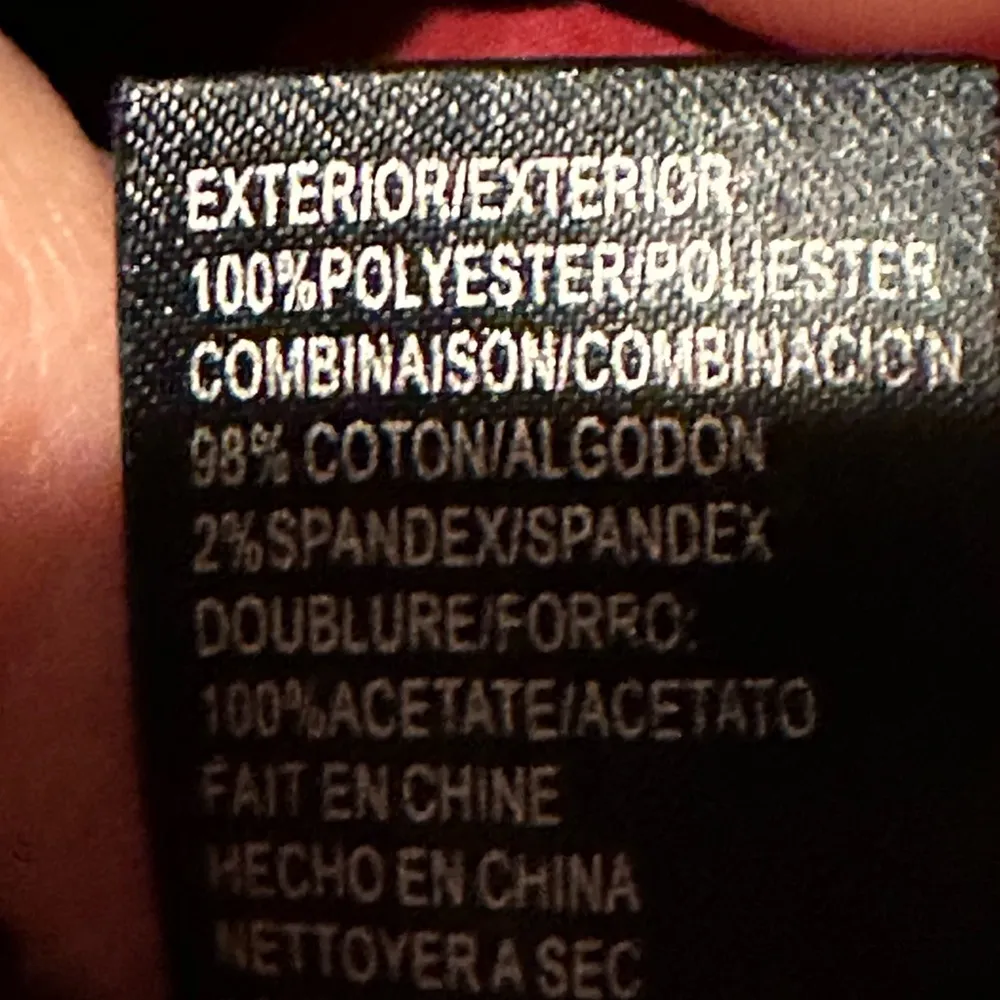 EXTERIOR/EXTERIOR:
100%POLYESTER/POLIESTER
COMBINAISON/COMBINACIO'N
98% COTON/ALGODON
2%SPANDEX/SPANDEX
DOUBLURE/FORRO:
100%ACETATE/ACETATO
FAIT EN CHINE
HECHO EN CHINA
NETTOYER A SEC